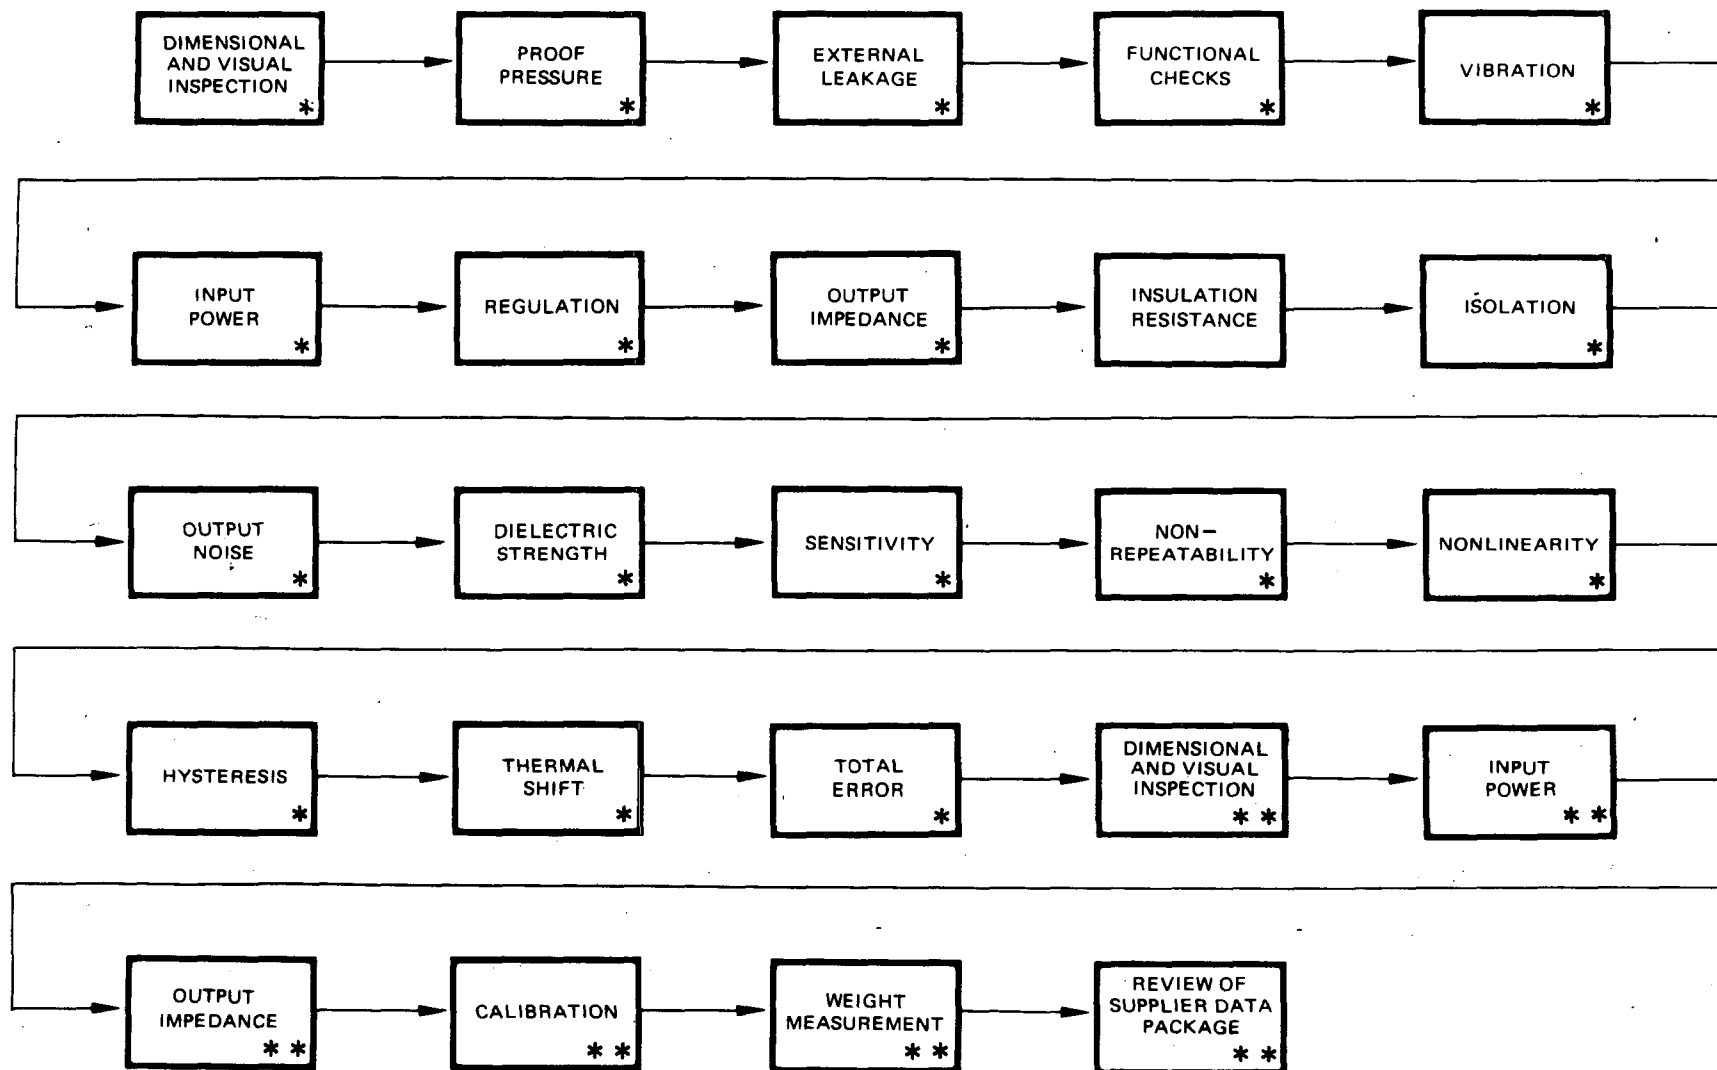 DIMENSIONAL
AND VISUAL
INSPECTION
*
PROOF
PRESSURE
*
EXTERNAL
LEAKAGE
*
FUNCTIONAL
CHECKS
*
VIBRATION
*
INPUT
POWER
*
REGULATION
*
OUTPUT
IMPEDANCE
*
INSULATION
RESISTANCE
ISOLATION
*
OUTPUT
NOISE
*
DIELECTRIC
STRENGTH
*
SENSITIVITY
*
NON-
REPEATABILITY
*
NONLINEARITY
*
HYSTERESIS
*
THERMAL
SHIFT
*
TOTAL
ERROR
*
DIMENSIONAL
AND VISUAL
INSPECTION
* *
INPUT
POWER
* *
OUTPUT
IMPEDANCE
* *
CALIBRATION
* *
WEIGHT
MEASUREMENT
* *
REVIEW OF
SUPPLIER DATA
PACKAGE
* *